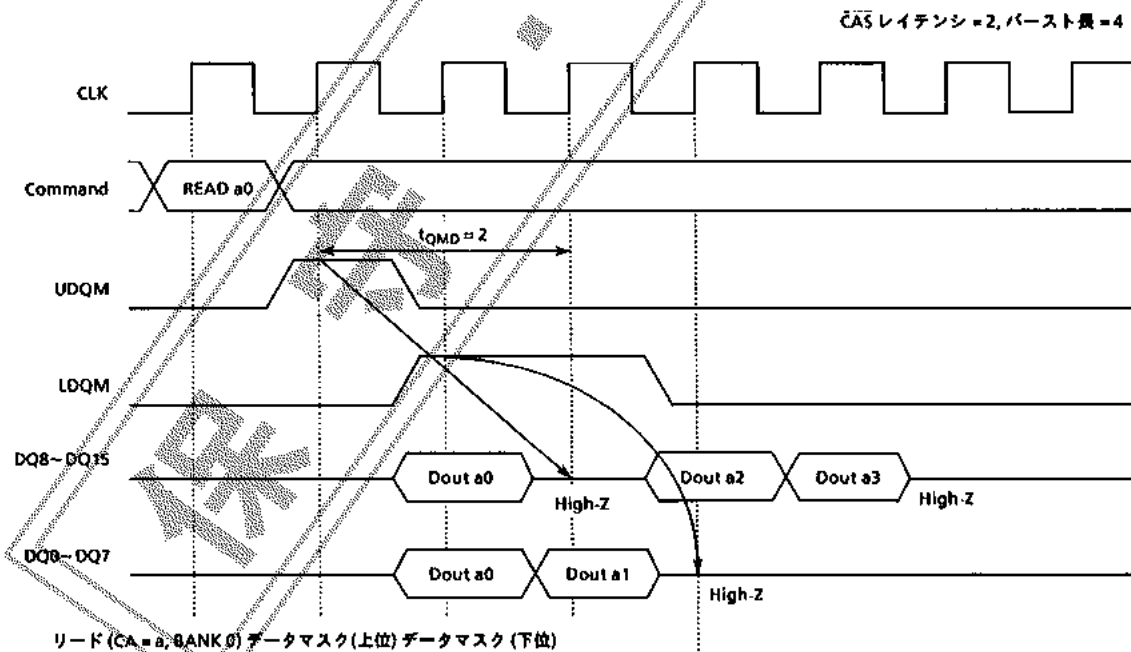 CAS レイテンシ = 2, バースト長 = 4
CLK
Command
READ a0
tQMD = 2
UDQM
LDQM
DQ8~DQ15
Dout a0
Dout a2
Dout a3
High-Z
High-Z
DQ0~DQ7
Dout a0
Dout a1
High-Z
リード (CA = a, BANK 0) データマスク(上位) データマスク (下位)